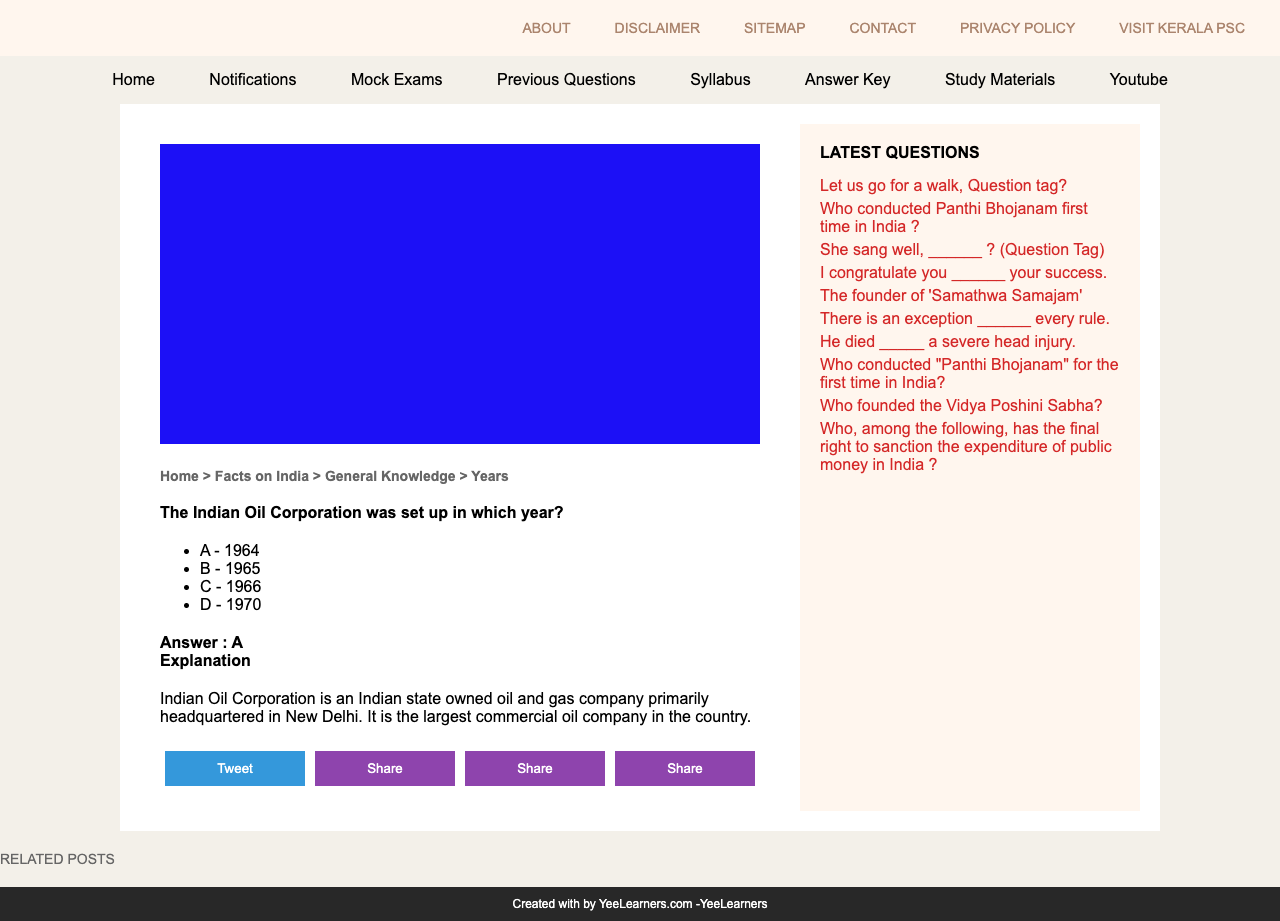 ABOUT DISCLAIMER SITEMAP CONTACT PRIVACY POLICY VISIT KERALA PSC
Home Notifications Mock Exams Previous Questions Syllabus Answer Key Study Materials Youtube
Home > Facts on India > General Knowledge > Years
The Indian Oil Corporation was set up in which year?
• A - 1964
• B - 1965
• C - 1966
• D - 1970
Answer : A
Explanation
Indian Oil Corporation is an Indian state owned oil and gas company primarily
headquartered in New Delhi. It is the largest commercial oil company in the country.
Tweet Share Share Share
LATEST QUESTIONS
Let us go for a walk, Question tag?
Who conducted Panthi Bhojanam first
time in India ?
She sang well, ______ ? (Question Tag)
I congratulate you ______ your success.
The founder of 'Samathwa Samajam'
There is an exception ______ every rule.
He died _____ a severe head injury.
Who conducted "Panthi Bhojanam" for the
first time in India?
Who founded the Vidya Poshini Sabha?
Who, among the following, has the final
right to sanction the expenditure of public
money in India ?
RELATED POSTS
Created with by YeeLearners.com -YeeLearners